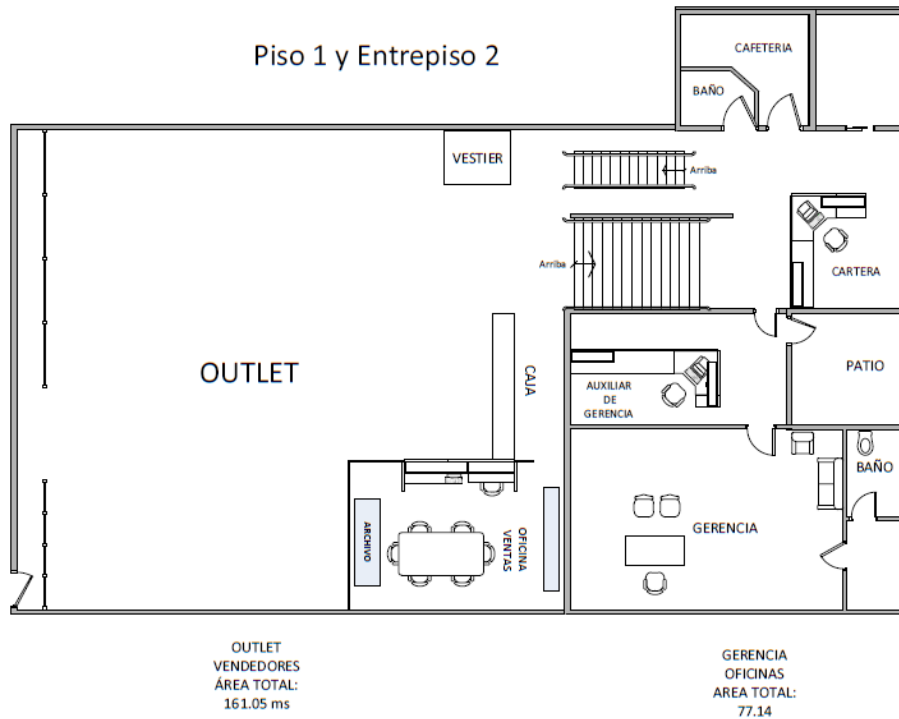 Piso 1 y Entrepiso 2
CAFETERIA
BAÑO
VESTIER
Arriba
Arriba
CARTERA
OUTLET
CAJA
AUXILIAR
DE
GERENCIA
PATIO
BAÑO
GERENCIA
ARCHIVO
OFICINA
VENTAS
OUTLET
VENDEDORES
ÁREA TOTAL:
161.05 ms
GERENCIA
OFICINAS
AREA TOTAL:
77.14